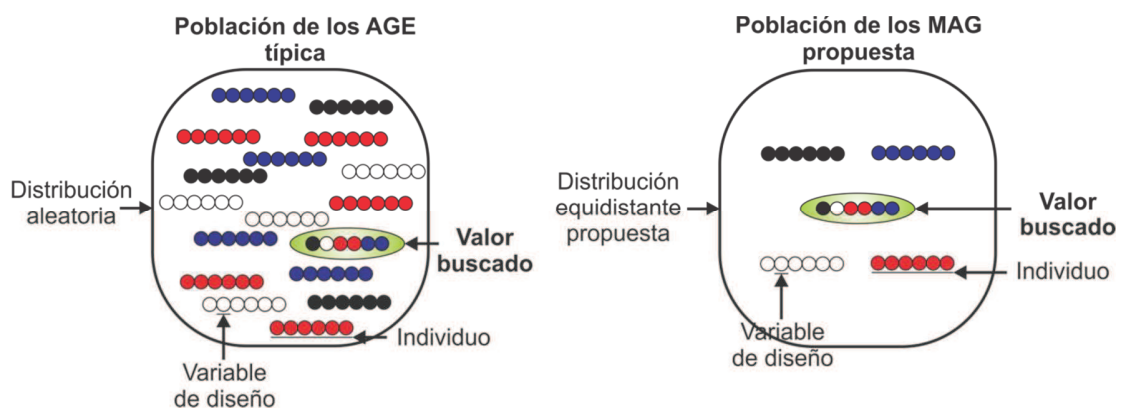 Población de los AGE
típica
Distribución
aleatoria
Valor
buscado
Individuo
Variable
de diseño
Población de los MAG
propuesta
Distribución
equidistante
propuesta
Valor
buscado
Individuo
Variable
de diseño